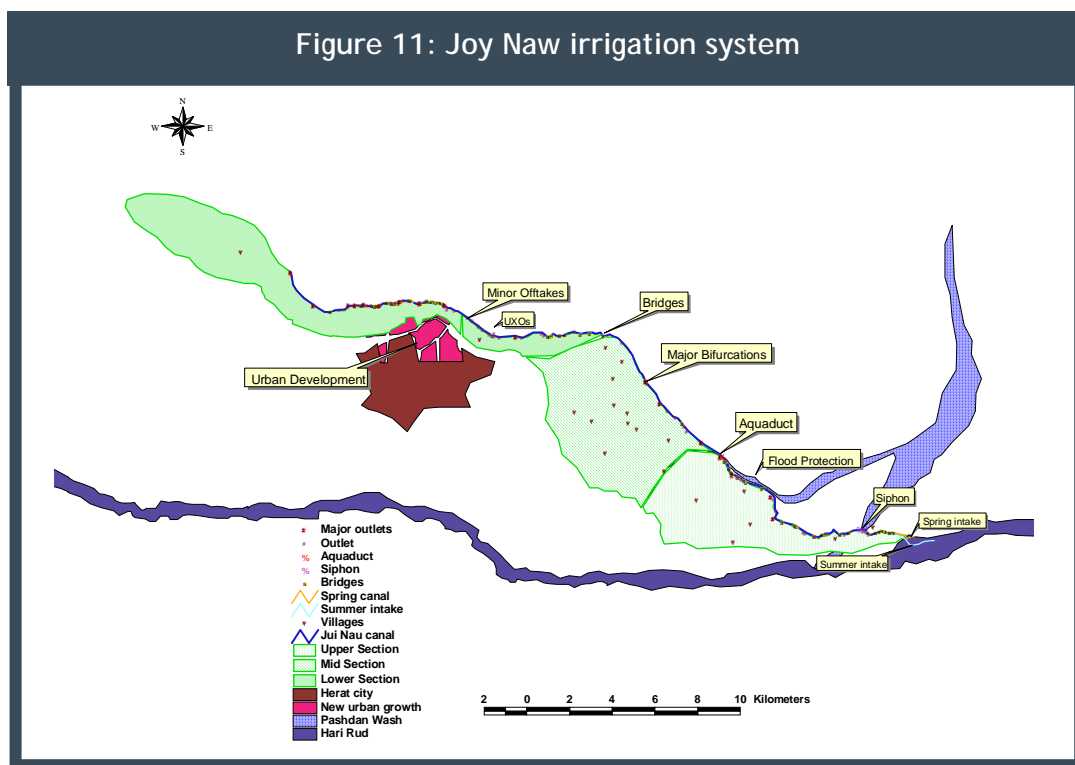 Figure 11: Joy Naw irrigation system
N
W
E
S
Minor Offtakes
UXOs
Bridges
Major Bifurcations
Urban Development
Aquaduct
Flood Protection
Siphon
Spring intake
Summer intake
Major outlets
Outlet
Aquaduct
Siphon
Bridges
Spring canal
Summer intake
Villages
Jui Nau canal
Upper Section
Mid Section
Lower Section
Herat city
New urban growth
Pashdan Wash
Hari Rud
2 0 2 4 6 8 10 Kilometers